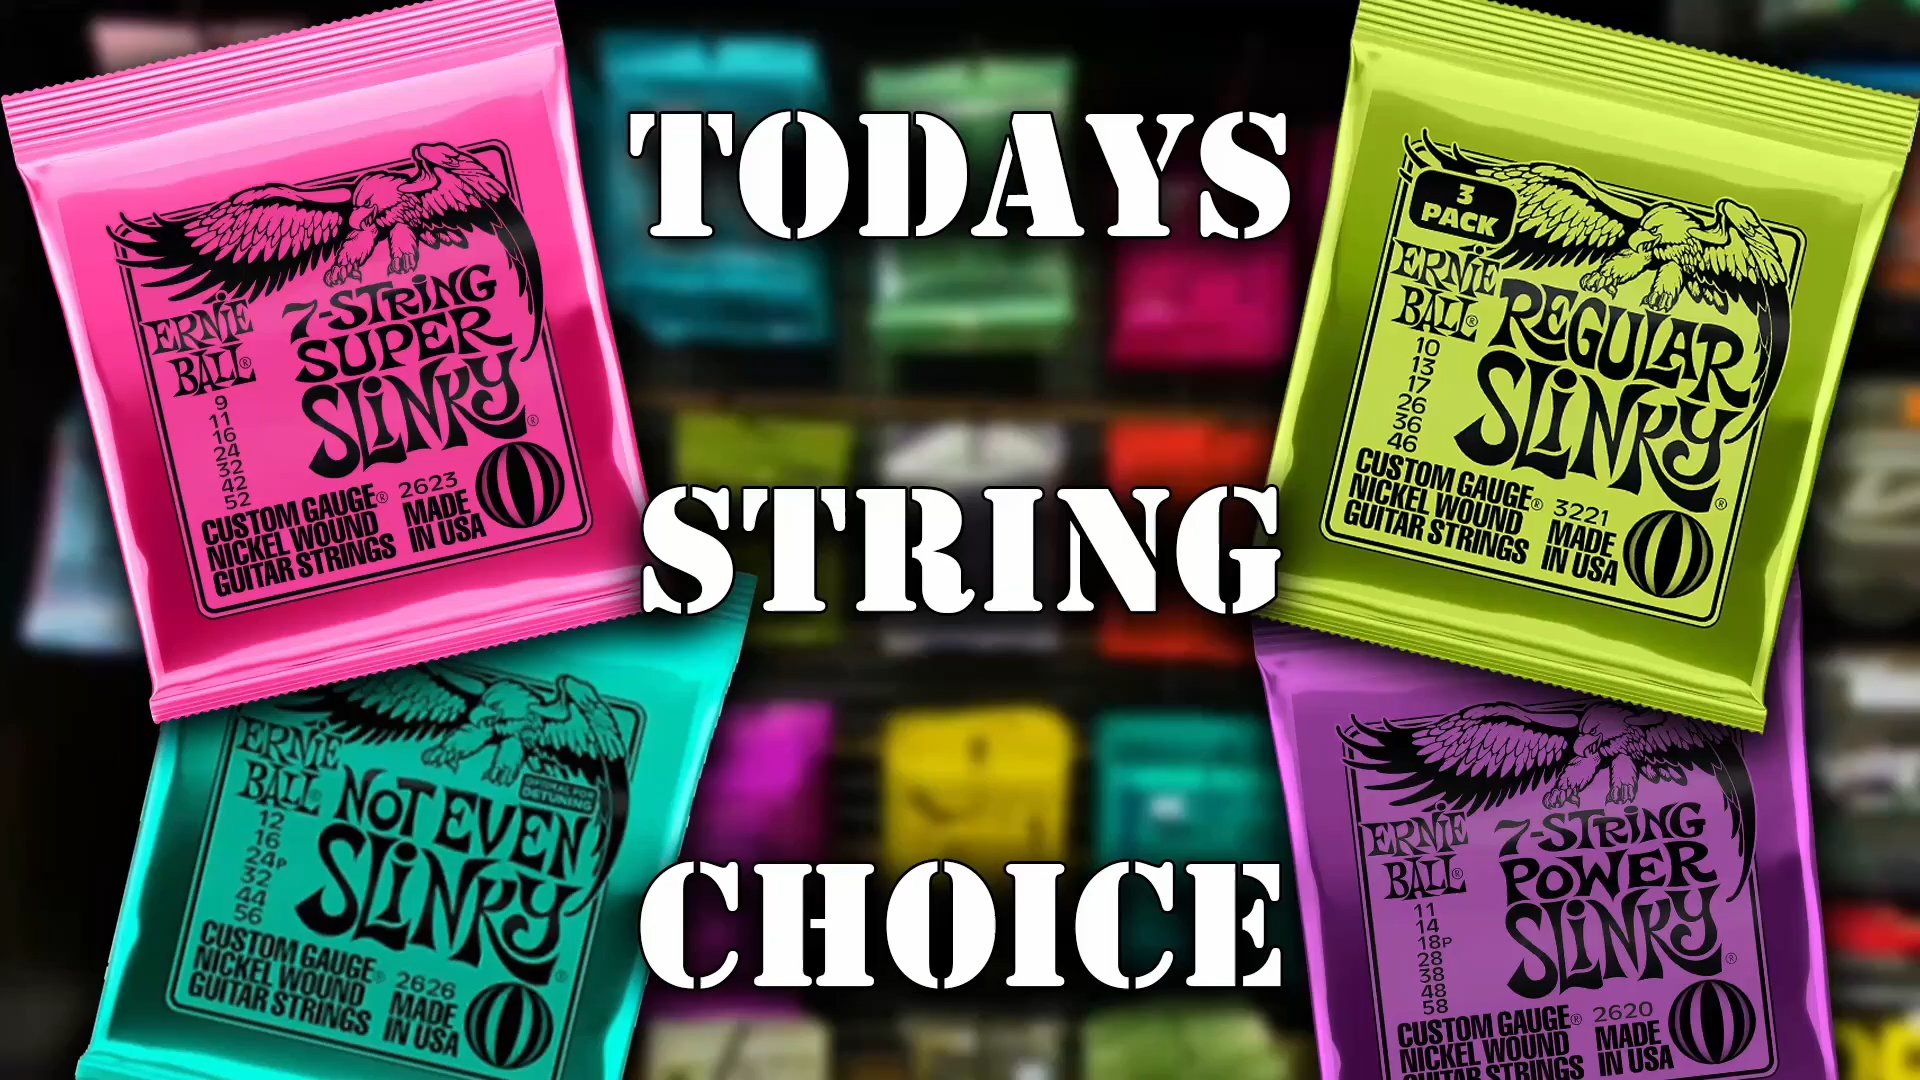 TODAYS
STRING
CHOICE
ERNIE
BALL®
7-STRING
SUPER
SLINKY®
9
11
16
24
32
42
52
CUSTOM GAUGE®
NICKEL WOUND
GUITAR STRINGS
2623
MADE
IN USA
3
PACK
ERNIE
BALL®
REGULAR
SLINKY®
10
13
17
26
36
46
CUSTOM GAUGE®
NICKEL WOUND
GUITAR STRINGS
3221
MADE
IN USA
ERNIE
BALL®
NOT EVEN
SLINKY®
DETUNING
12
16
24P
32
44
56
CUSTOM GAUGE®
NICKEL WOUND
GUITAR STRINGS
2626
MADE
IN USA
ERNIE
BALL®
7-STRING
POWER
SLINKY®
11
14
18P
28
38
48
58
CUSTOM GAUGE®
NICKEL WOUND
GUITAR STRINGS
2620
MADE
IN USA